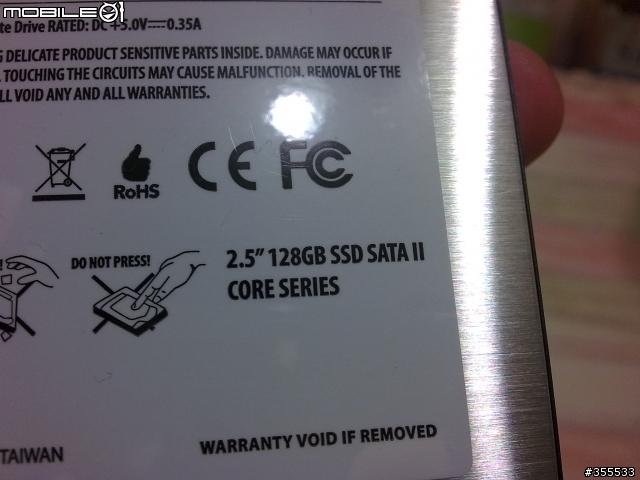 MOBILE01
te Drive RATED: DC +5.0V 0.35A
G DELICATE PRODUCT SENSITIVE PARTS INSIDE. DAMAGE MAY OCCUR IF
TOUCHING THE CIRCUITS MAY CAUSE MALFUNCTION. REMOVAL OF THE
LL VOID ANY AND ALL WARRANTIES.
CE FC
RoHS
! DO NOT PRESS!
2.5" 128GB SSD SATA II
CORE SERIES
TAIWAN
WARRANTY VOID IF REMOVED
#355533